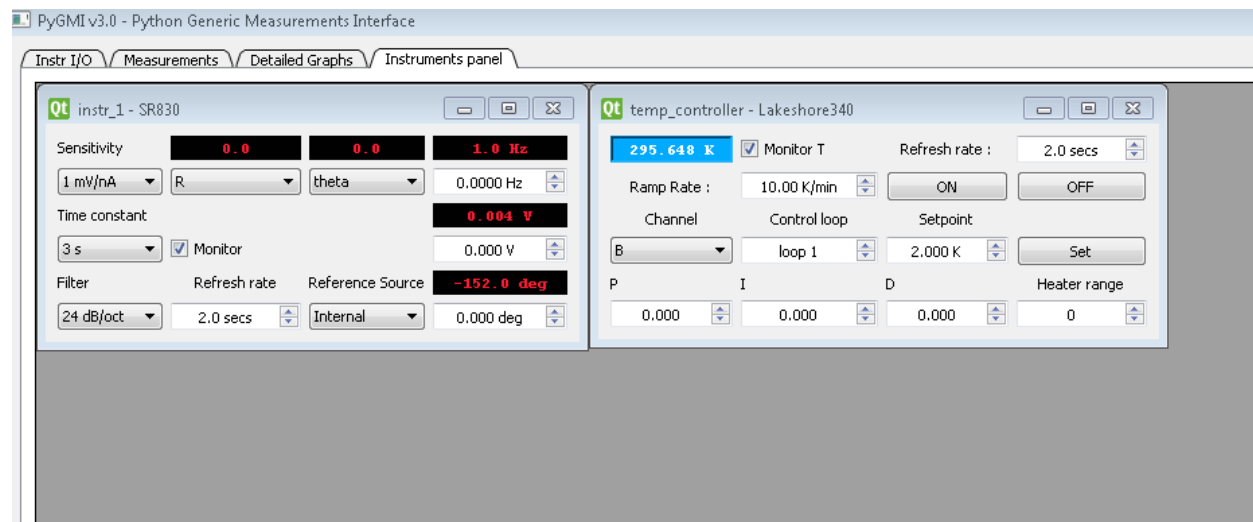 PyGMI v3.0 - Python Generic Measurements Interface
Instr I/O Measurements Detailed Graphs Instruments panel
Qt instr_1 - SR830
Sensitivity 0.0 0.0 1.0 Hz
1 mV/nA R theta 0.0000 Hz
Time constant 0.004 V
3 s Monitor 0.000 V
Filter Refresh rate Reference Source -152.0 deg
24 dB/oct 2.0 secs Internal 0.000 deg
Qt temp_controller - Lakeshore340
295.648 K Monitor T Refresh rate : 2.0 secs
Ramp Rate : 10.00 K/min ON OFF
Channel Control loop Setpoint
B loop 1 2.000 K Set
P I D Heater range
0.000 0.000 0.000 0